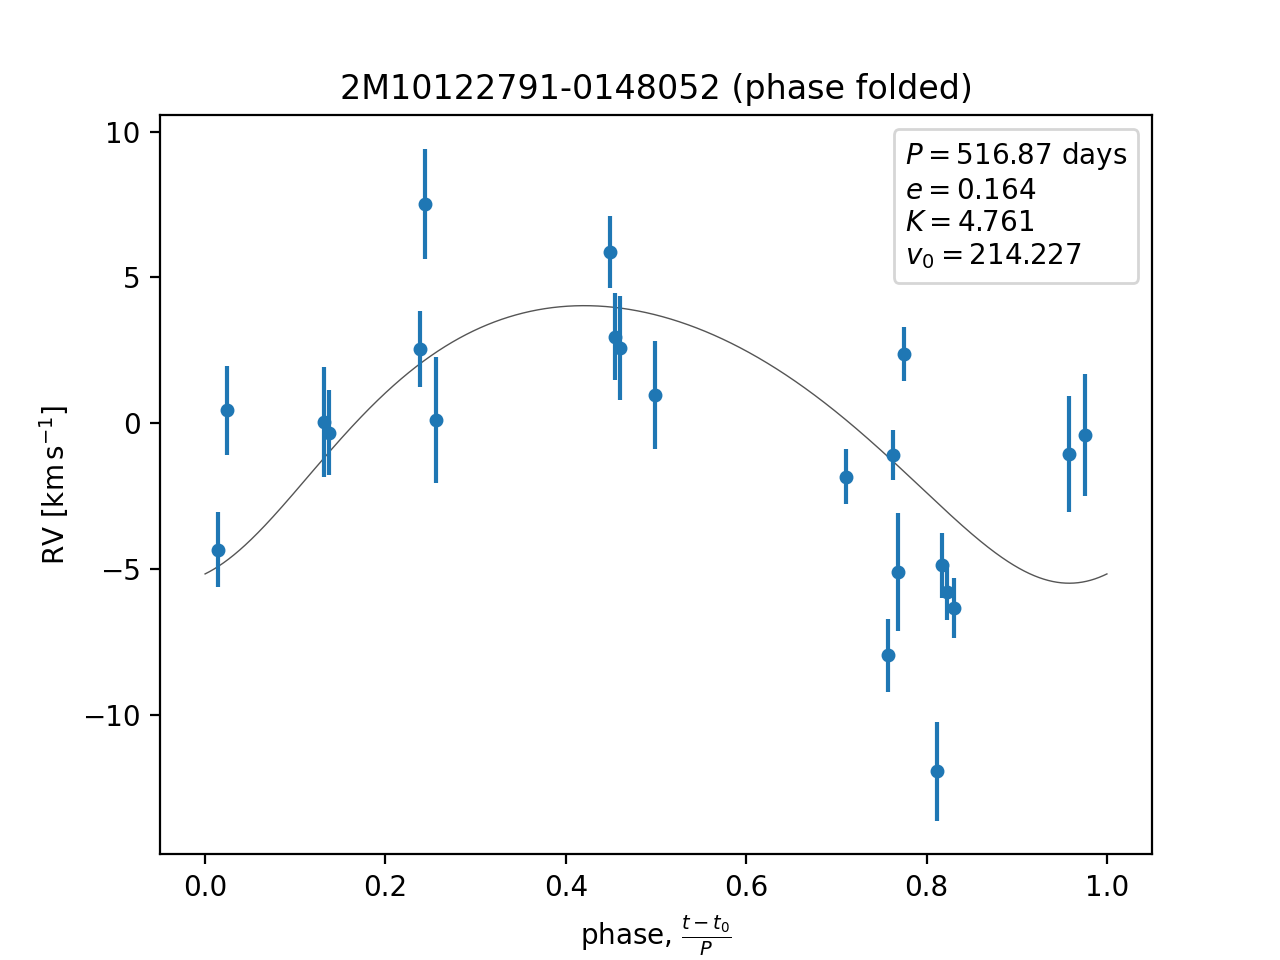 2M10122791-0148052 (phase folded)
P = 516.87 days
e = 0.164
K = 4.761
v₀ = 214.227
RV [km s⁻¹]
10
5
0
−5
−10
0.0 0.2 0.4 0.6 0.8 1.0
phase, (t − t₀)/P